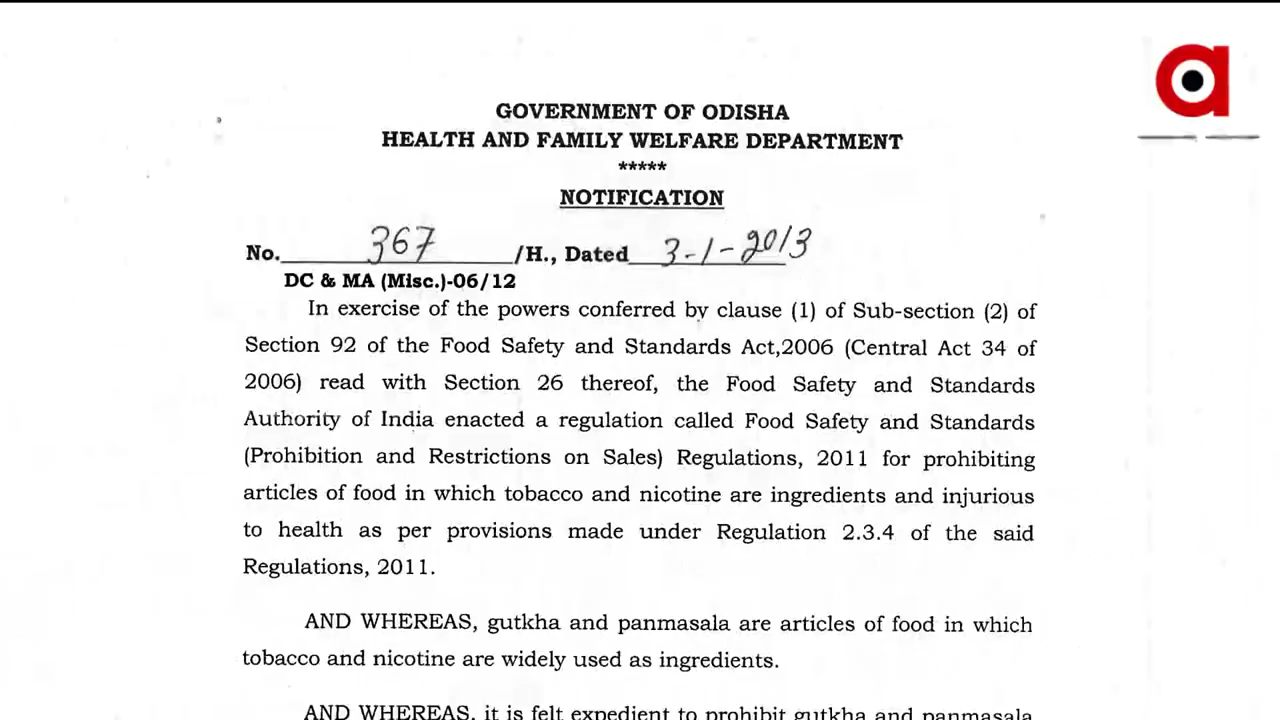 GOVERNMENT OF ODISHA
HEALTH AND FAMILY WELFARE DEPARTMENT
*****
NOTIFICATION
No. 367 /H., Dated 3-1-2013
DC & MA (Misc.)-06/12
In exercise of the powers conferred by clause (1) of Sub-section (2) of
Section 92 of the Food Safety and Standards Act,2006 (Central Act 34 of
2006) read with Section 26 thereof, the Food Safety and Standards
Authority of India enacted a regulation called Food Safety and Standards
(Prohibition and Restrictions on Sales) Regulations, 2011 for prohibiting
articles of food in which tobacco and nicotine are ingredients and injurious
to health as per provisions made under Regulation 2.3.4 of the said
Regulations, 2011.
AND WHEREAS, gutkha and panmasala are articles of food in which
tobacco and nicotine are widely used as ingredients.
AND WHEREAS, it is felt expedient to prohibit gutkha and panmasala